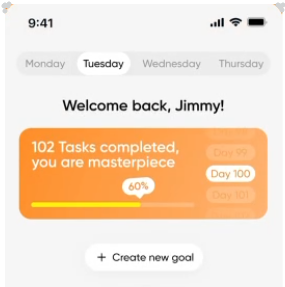 9:41
Monday Tuesday Wednesday Thursday
Welcome back, Jimmy!
102 Tasks completed,
you are masterpiece
60%
Day 99
Day 100
Day 101
+ Create new goal